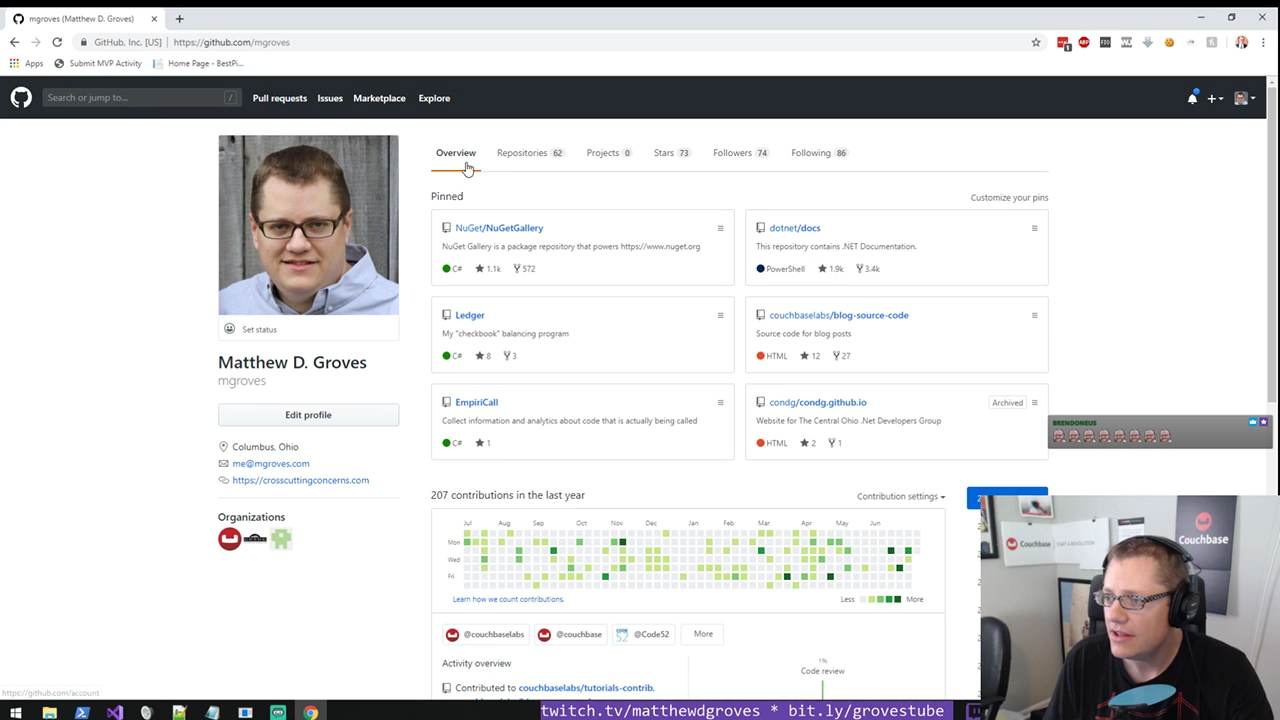 mgroves (Matthew D. Groves)
GitHub, Inc. [US] | https://github.com/mgroves
Apps Submit MVP Activity Home Page - BestPi...
Search or jump to... / Pull requests Issues Marketplace Explore
Overview Repositories 62 Projects 0 Stars 73 Followers 74 Following 86
Pinned Customize your pins
NuGet/NuGetGallery
NuGet Gallery is a package repository that powers https://www.nuget.org
C# 1.1k 572
dotnet/docs
This repository contains .NET Documentation.
PowerShell 1.9k 3.4k
Set status
Ledger
My "checkbook" balancing program
C# 8 3
couchbaselabs/blog-source-code
Source code for blog posts
HTML 12 27
Matthew D. Groves
mgroves
Edit profile
EmpiriCall
Collect information and analytics about code that is actually being called
C# 1
condg/condg.github.io Archived
Website for The Central Ohio .Net Developers Group
HTML 2 1
BRENDONEUS
Columbus, Ohio
me@mgroves.com
https://crosscuttingconcerns.com
Organizations
207 contributions in the last year Contribution settings
Jul Aug Sep Oct Nov Dec Jan Feb Mar Apr May Jun
Mon
Wed
Fri
Learn how we count contributions. Less More
@couchbaselabs @couchbase @Code52 More
Activity overview
Contributed to couchbaselabs/tutorials-contrib,
1%
Code review
Couchbase
Couchbase
https://github.com/account
twitch.tv/matthewdgroves * bit.ly/grovestube